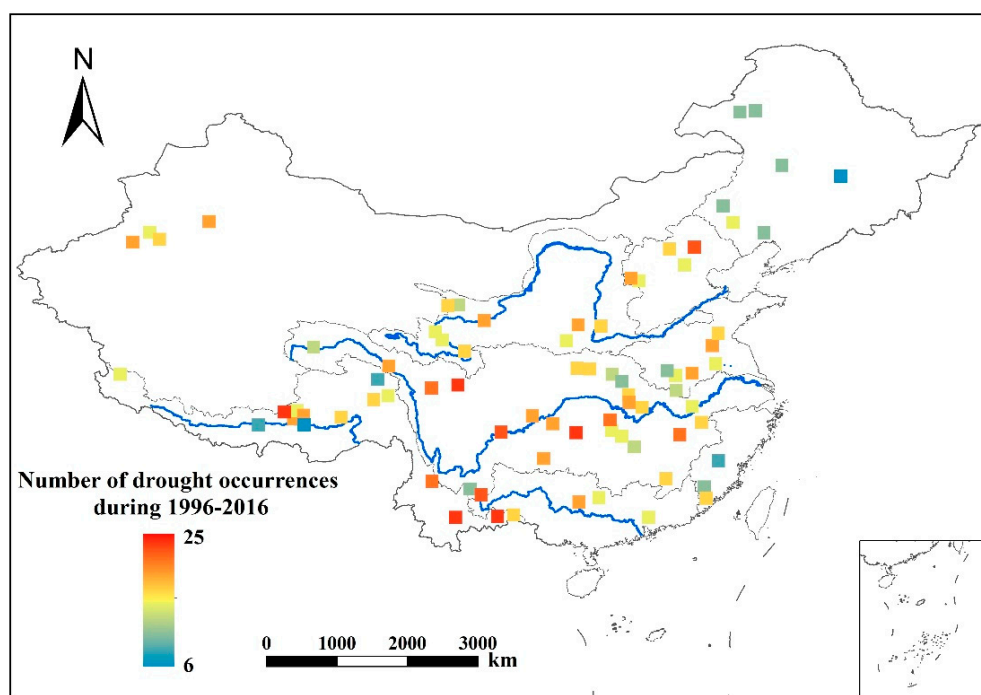 N
Number of drought occurrences
during 1996-2016
25
6
0 1000 2000 3000
km